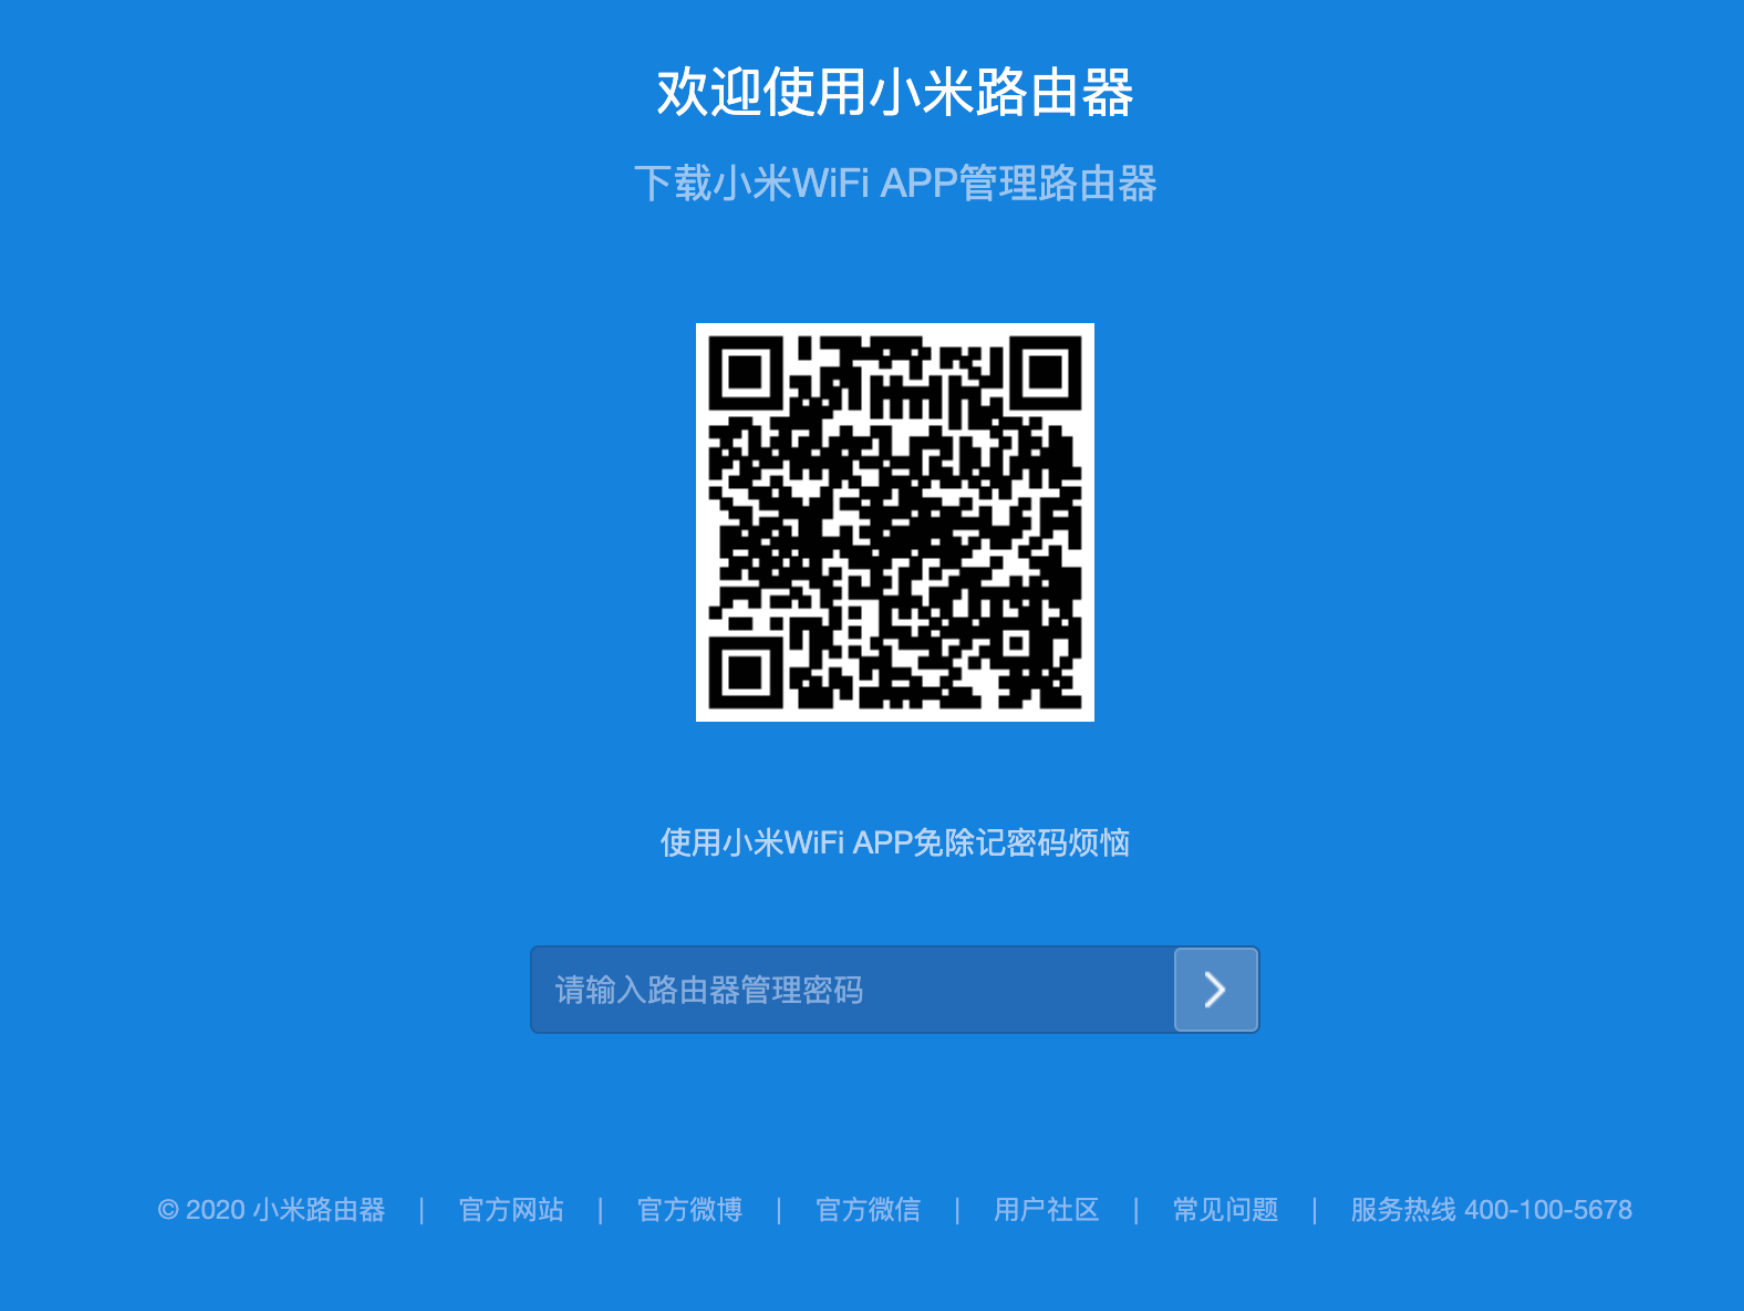 欢迎使用小米路由器
下载小米WiFi APP管理路由器
使用小米WiFi APP免除记密码烦恼
请输入路由器管理密码
© 2020 小米路由器 | 官方网站 | 官方微博 | 官方微信 | 用户社区 | 常见问题 | 服务热线 400-100-5678